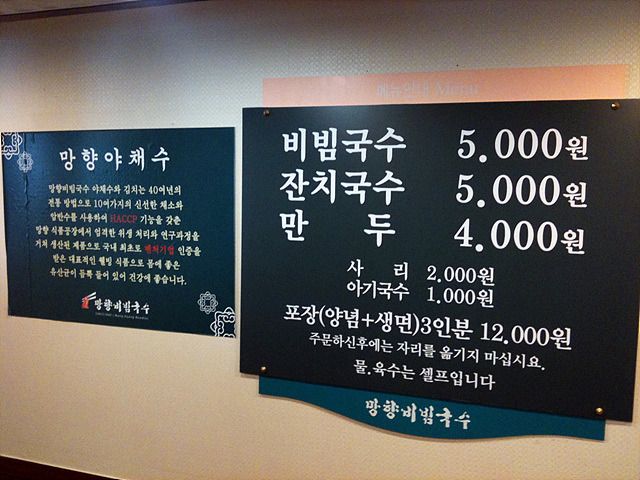 망향야채수
망향비빔국수 야채수와 김치는 40여년의
전통 방법으로 10여가지의 신선한 채소와
암반수를 사용하여 HACCP 기능을 갖춘
망향 식품공장에서 엄격한 위생 처리와 연구과정을
거쳐 생산된 제품으로 국내 최초로 벤처기업 인증을
받은 대표적인 웰빙 식품으로 몸에 좋은
유산균이 듬뿍 들어 있어 건강에 좋습니다.
망향비빔국수
메뉴안내 Menu
비빔국수 5.000원
잔치국수 5.000원
만 두 4.000원
사 리 2.000원
아기국수 1.000원
포장(양념+생면)3인분 12.000원
주문하신후에는 자리를 옮기지 마십시요.
물.육수는 셀프입니다
망향비빔국수